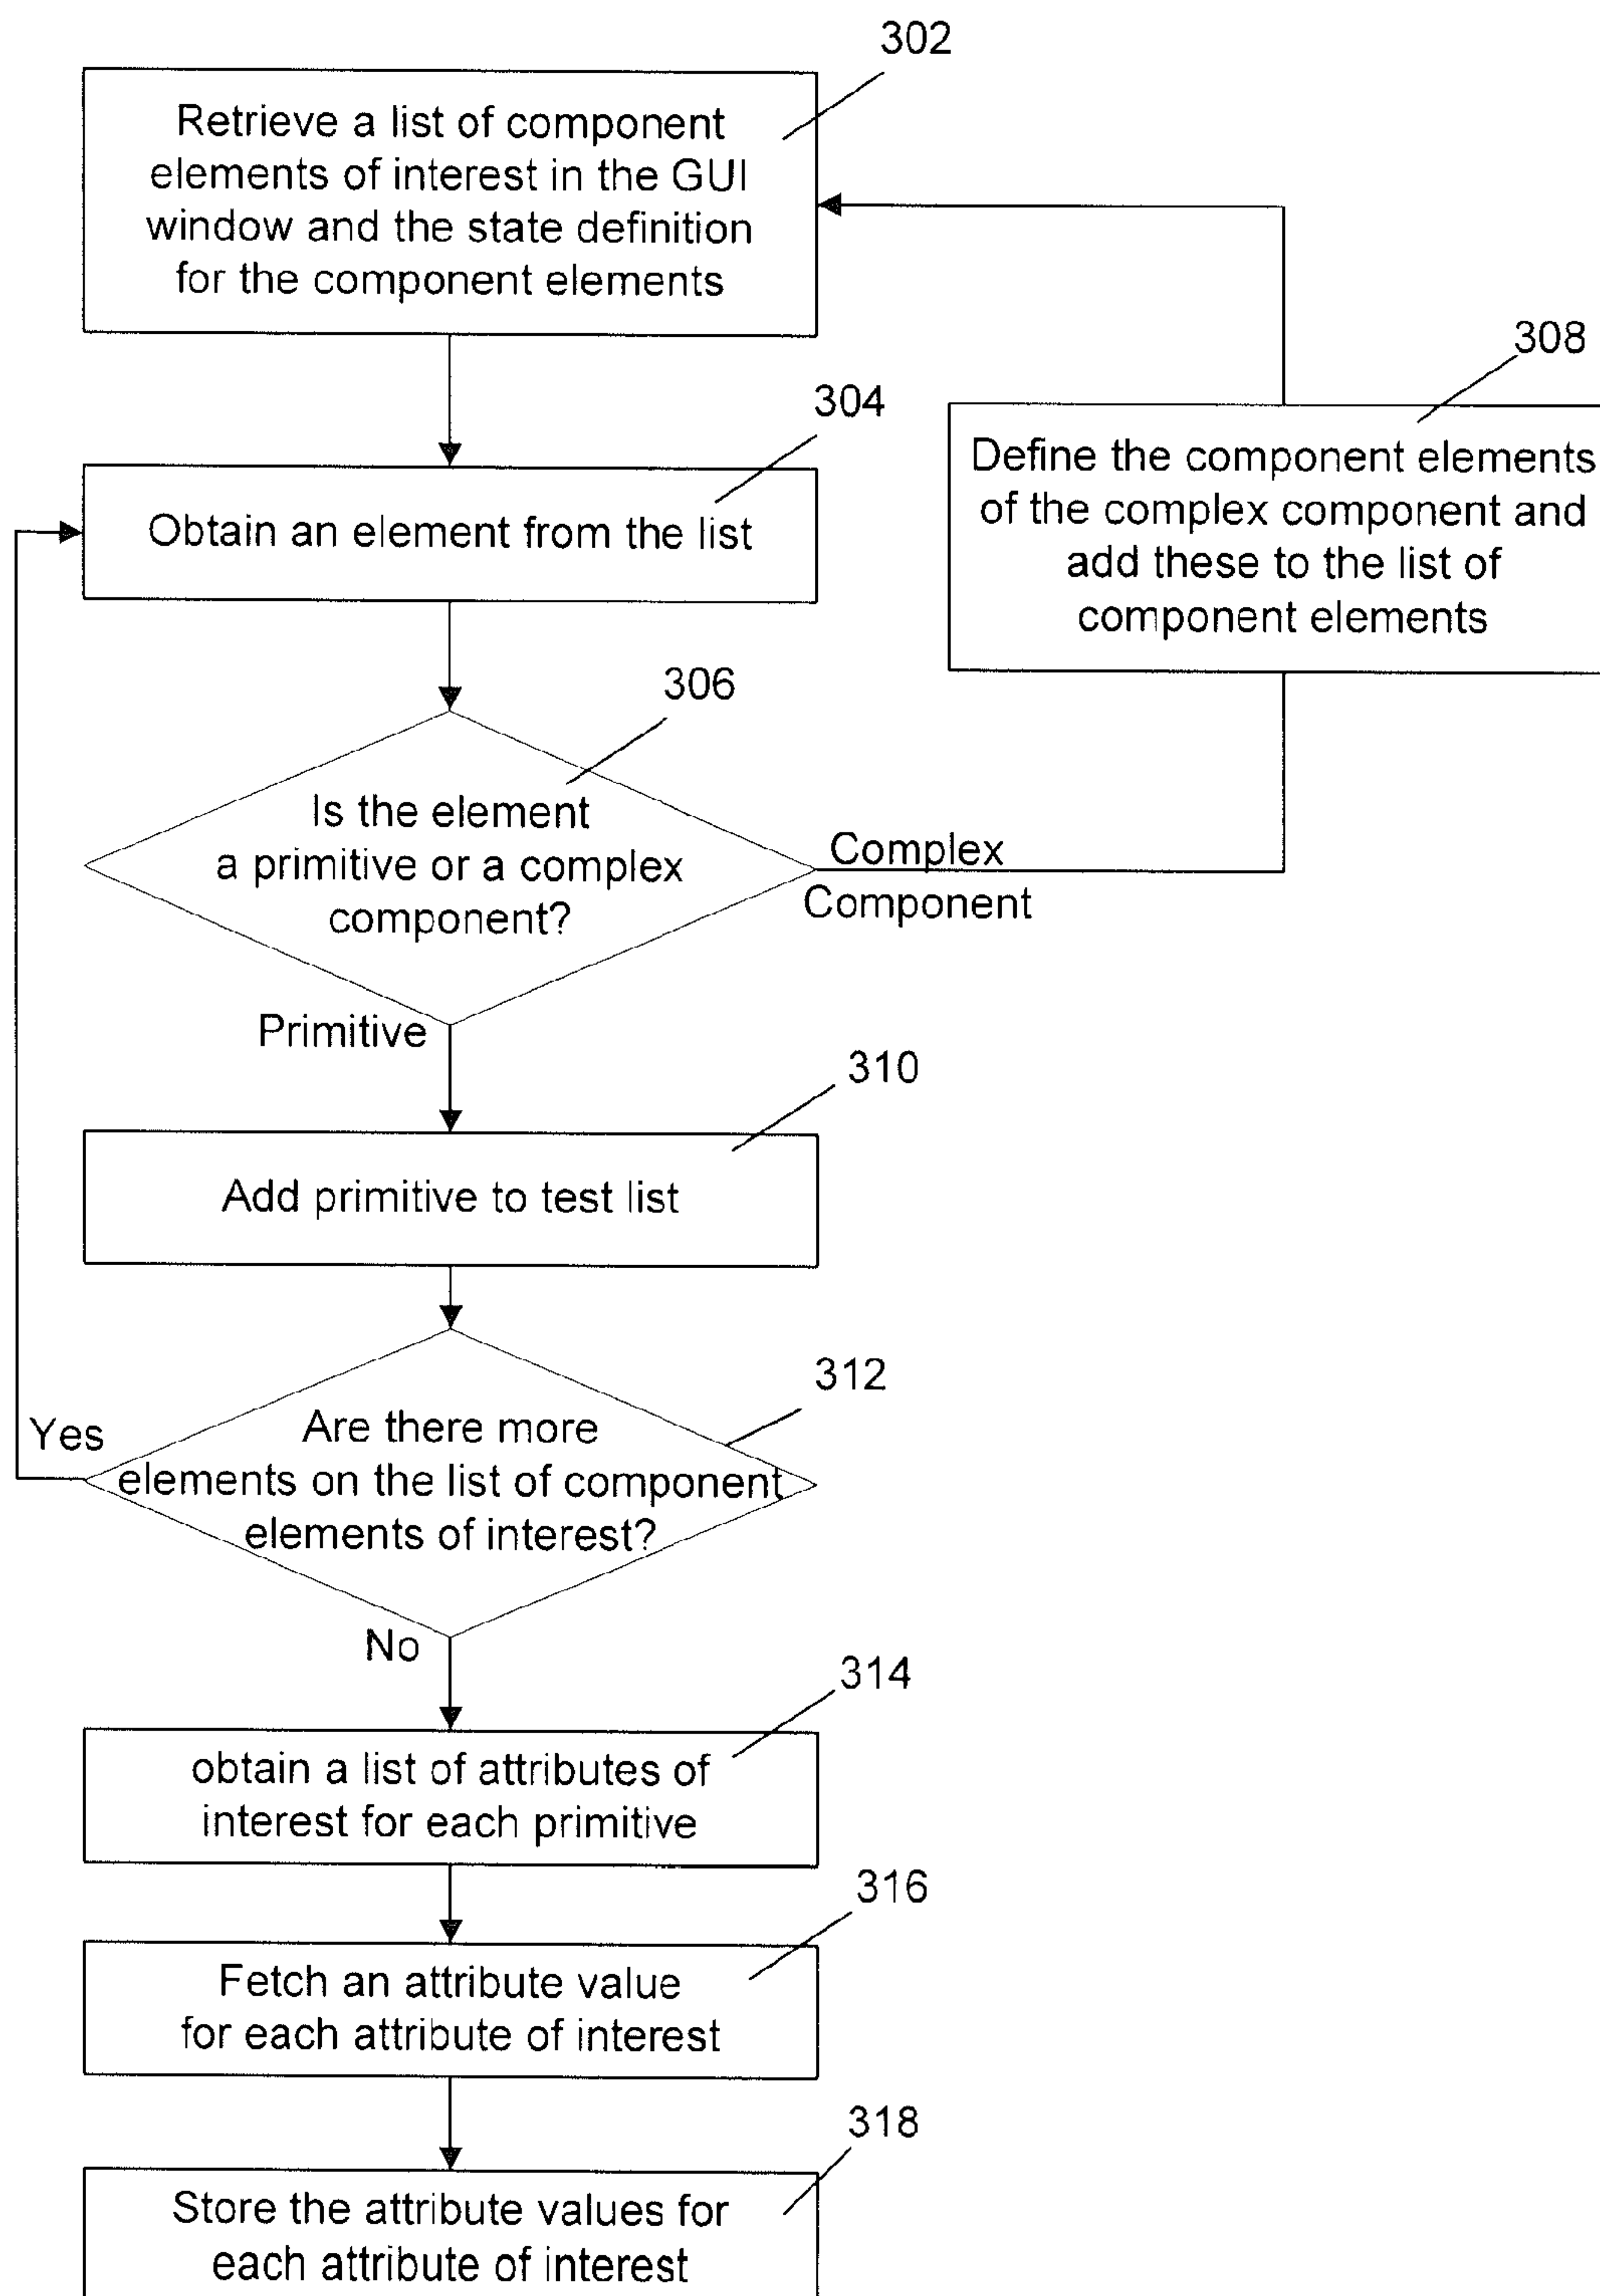 302
Retrieve a list of component
elements of interest in the GUI
window and the state definition
for the component elements
308
304
Define the component elements
of the complex component and
add these to the list of
component elements
Obtain an element from the list
306
Is the element
a primitive or a complex
component?
Complex
Component
Primitive
310
Add primitive to test list
312
Yes
Are there more
elements on the list of component
elements of interest?
No
314
obtain a list of attributes of
interest for each primitive
316
Fetch an attribute value
for each attribute of interest
318
Store the attribute values for
each attribute of interest